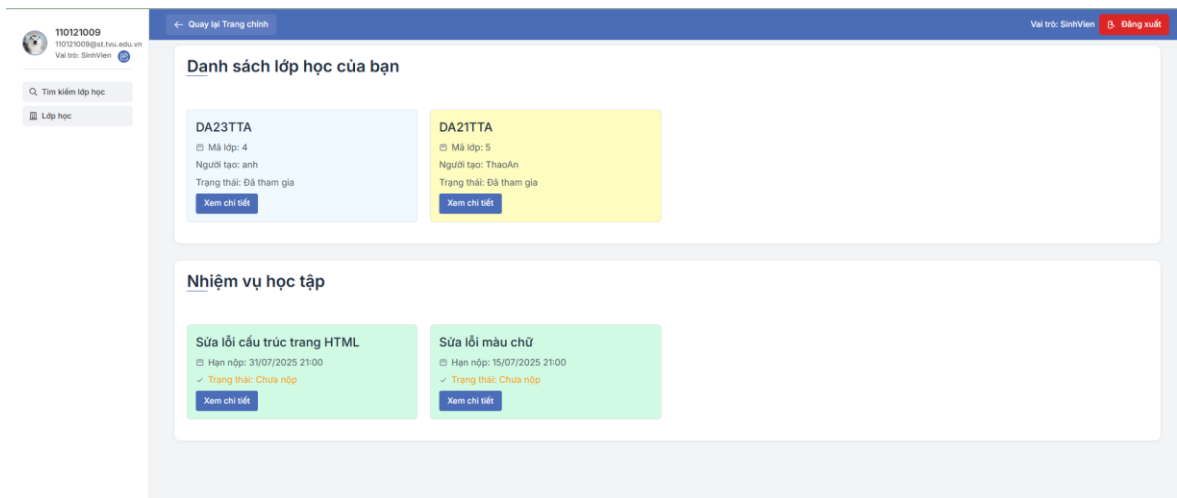 110121009
110121009@st.tvu.edu.vn
Vai trò: SinhVien
Tìm kiếm lớp học
Lớp học
← Quay lại Trang chính
Vai trò: SinhVien
Đăng xuất
Danh sách lớp học của bạn
DA23TTA
Mã lớp: 4
Người tạo: anh
Trạng thái: Đã tham gia
Xem chi tiết
DA21TTA
Mã lớp: 5
Người tạo: ThaoAn
Trạng thái: Đã tham gia
Xem chi tiết
Nhiệm vụ học tập
Sửa lỗi cấu trúc trang HTML
Hạn nộp: 31/07/2025 21:00
Trạng thái: Chưa nộp
Xem chi tiết
Sửa lỗi màu chữ
Hạn nộp: 15/07/2025 21:00
Trạng thái: Chưa nộp
Xem chi tiết